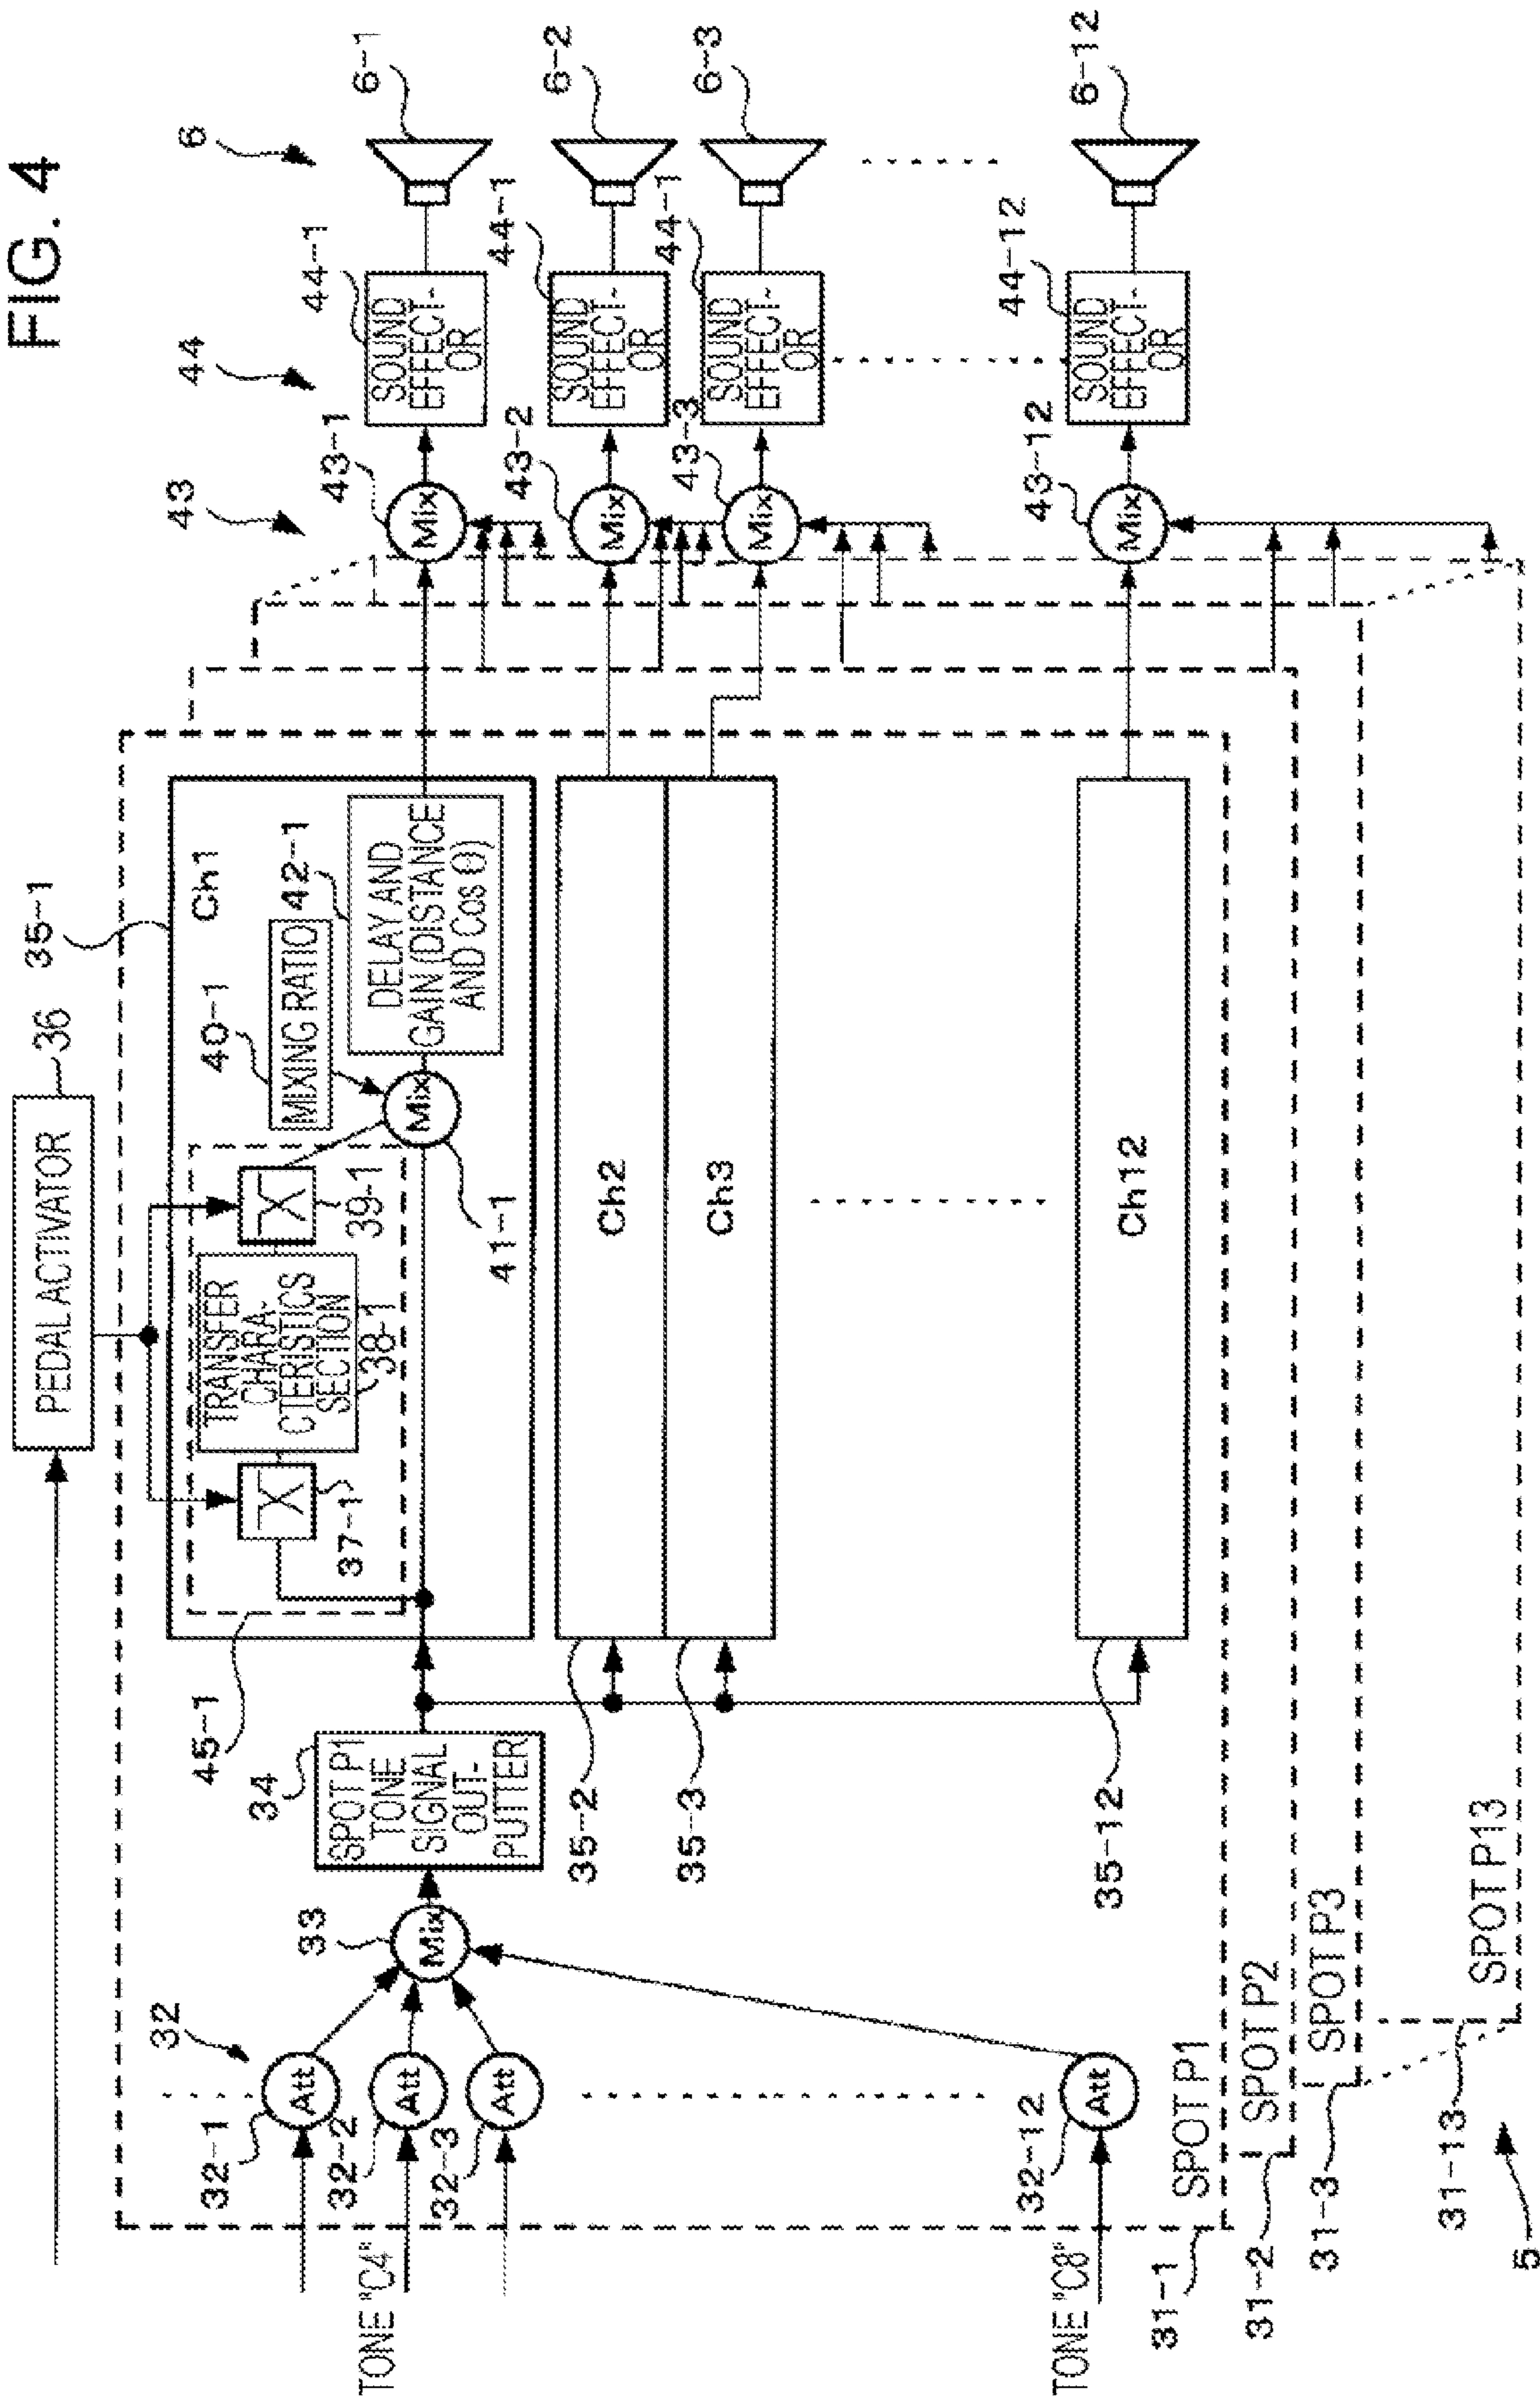 FIG. 4
PEDAL ACTIVATOR
36
35-1
Ch1
45-1
37-1
TRANSFER
CHARA-
CTERISTICS
SECTION
38-1
39-1
40-1
MIXING RATIO
Mix
41-1
42-1
DELAY AND
GAIN (DISTANCE
AND Cos θ)
32
32-1
Att
32-2
Att
32-3
Att
32-12
Att
TONE "C4"
TONE "C8"
33
Mix
34
SPOT P1
TONE
SIGNAL
OUT-
PUTTER
35-2
Ch2
35-3
Ch3
35-12
Ch12
43
43-1
Mix
43-2
Mix
43-3
Mix
43-12
Mix
44
44-1
SOUND
EFFECT-
OR
44-1
SOUND
EFFECT-
OR
44-1
SOUND
EFFECT-
OR
44-12
SOUND
EFFECT-
OR
6
6-1
6-2
6-3
6-12
SPOT P1
31-1
SPOT P2
31-2
SPOT P3
31-3
SPOT P13
31-13
5